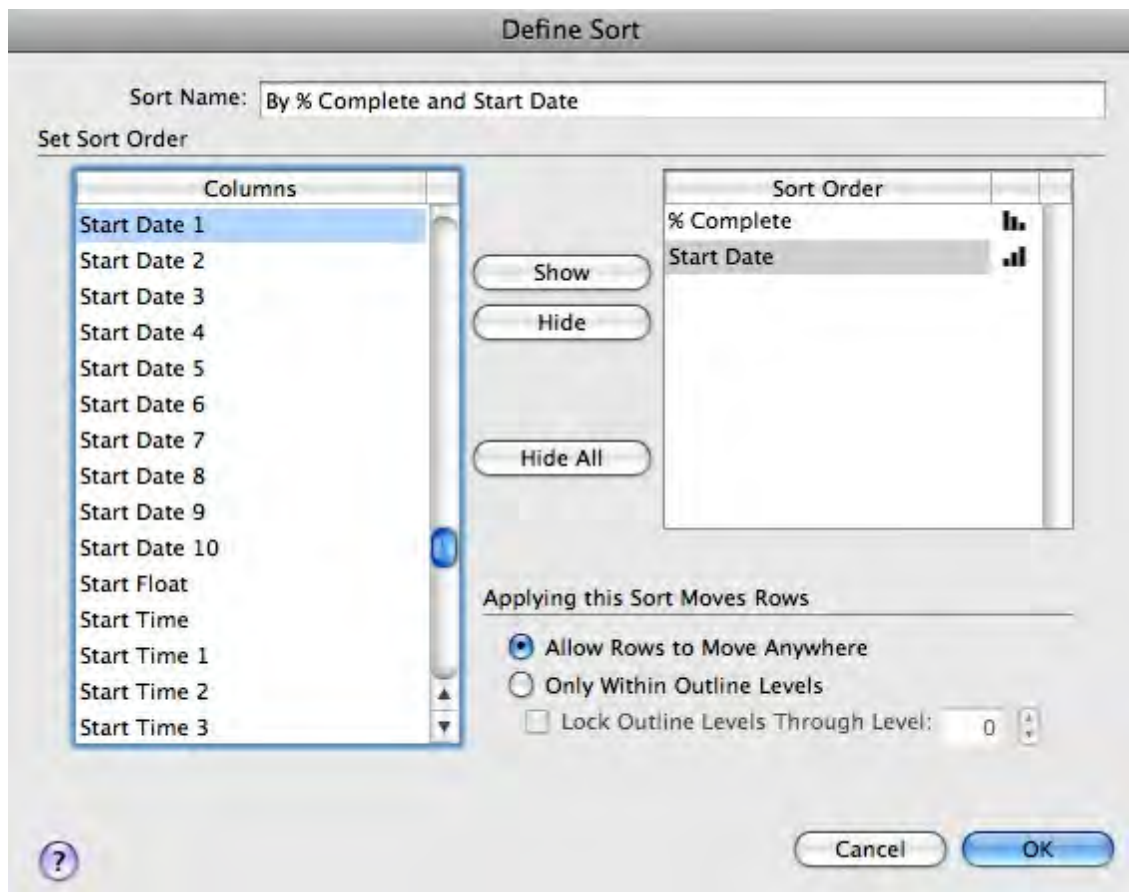 Define Sort
Sort Name: By % Complete and Start Date
Set Sort Order
Columns
Start Date 1
Start Date 2
Start Date 3
Start Date 4
Start Date 5
Start Date 6
Start Date 7
Start Date 8
Start Date 9
Start Date 10
Start Float
Start Time
Start Time 1
Start Time 2
Start Time 3
Show
Hide
Hide All
Sort Order
% Complete
Start Date
Applying this Sort Moves Rows
Allow Rows to Move Anywhere
Only Within Outline Levels
Lock Outline Levels Through Level: 0
?
Cancel
OK